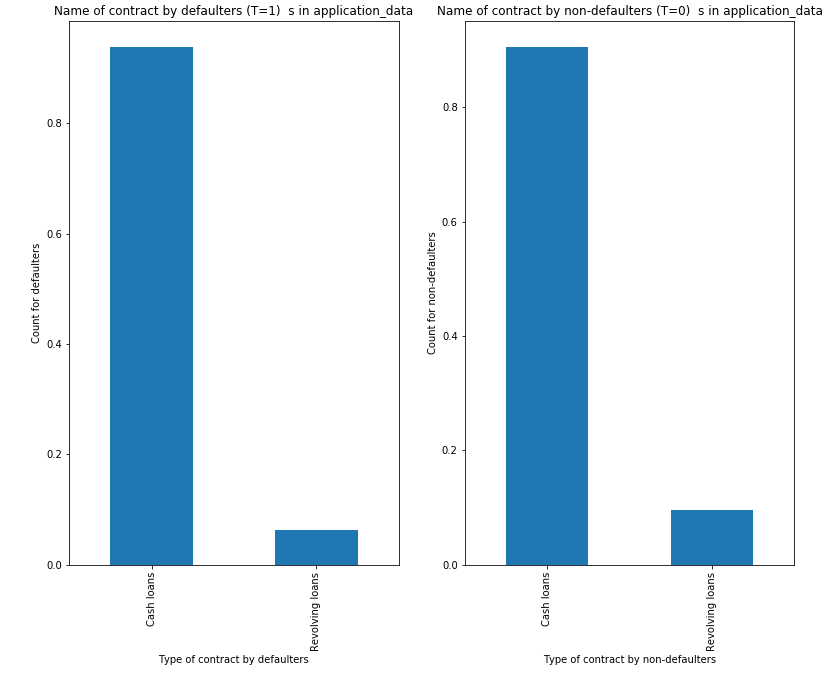 Name of contract by defaulters (T=1)  s in application_data
Count for defaulters
0.8
0.6
0.4
0.2
0.0
Cash loans
Revolving loans
Type of contract by defaulters
Name of contract by non-defaulters (T=0)  s in application_data
Count for non-defaulters
0.8
0.6
0.4
0.2
0.0
Cash loans
Revolving loans
Type of contract by non-defaulters